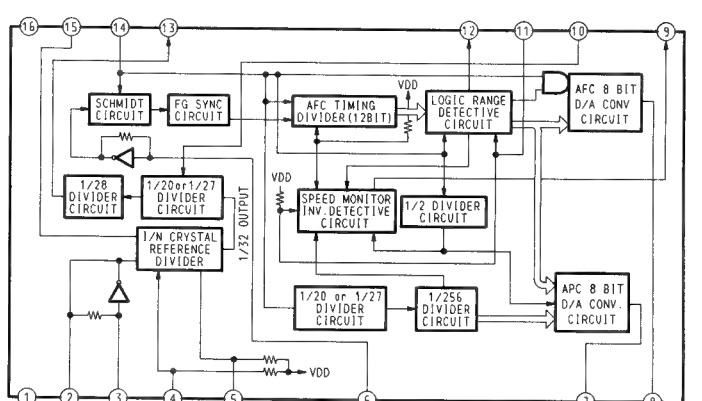 16 15 14 13 12 11 10 9
VDD
SCHMIDT
CIRCUIT
FG SYNC
CIRCUIT
AFC TIMING
DIVIDER (12BIT)
LOGIC RANGE
DETECTIVE
CIRCUIT
AFC 8 BIT
D/A CONV
CIRCUIT
1/28
DIVIDER
CIRCUIT
1/20or1/27
DIVIDER
CIRCUIT
1/32 OUTPUT
VDD
SPEED MONITOR
INV.DETECTIVE
CIRCUIT
1/2 DIVIDER
CIRCUIT
I/N CRYSTAL
REFERENCE
DIVIDER
1/20 or 1/27
DIVIDER
CIRCUIT
1/256
DIVIDER
CIRCUIT
APC 8 BIT
D/A CONV.
CIRCUIT
VDD
1 2 3 4 5 6 7 8